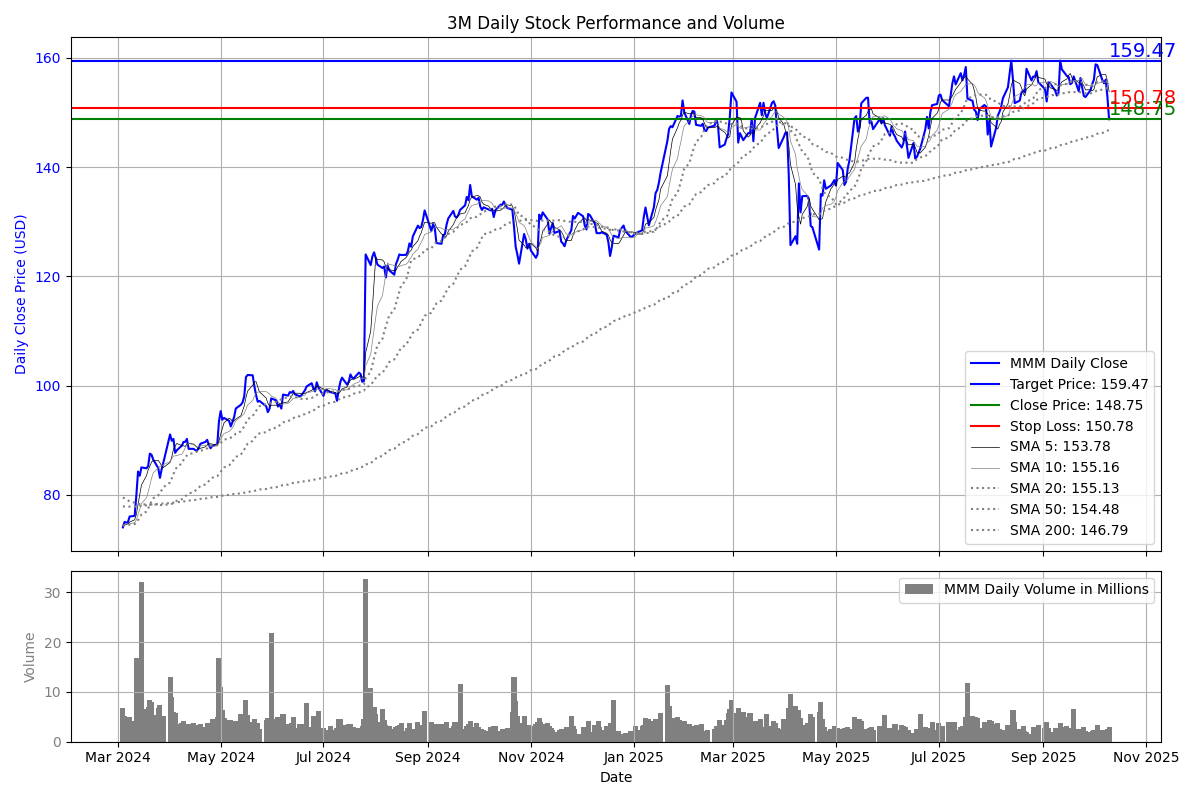 3M Daily Stock Performance and Volume
159.47
150.78
148.75
160
140
120
100
80
Daily Close Price (USD)
MMM Daily Close
Target Price: 159.47
Close Price: 148.75
Stop Loss: 150.78
SMA 5: 153.78
SMA 10: 155.16
SMA 20: 155.13
SMA 50: 154.48
SMA 200: 146.79
30
20
10
0
Volume
MMM Daily Volume in Millions
Mar 2024 May 2024 Jul 2024 Sep 2024 Nov 2024 Jan 2025 Mar 2025 May 2025 Jul 2025 Sep 2025 Nov 2025
Date